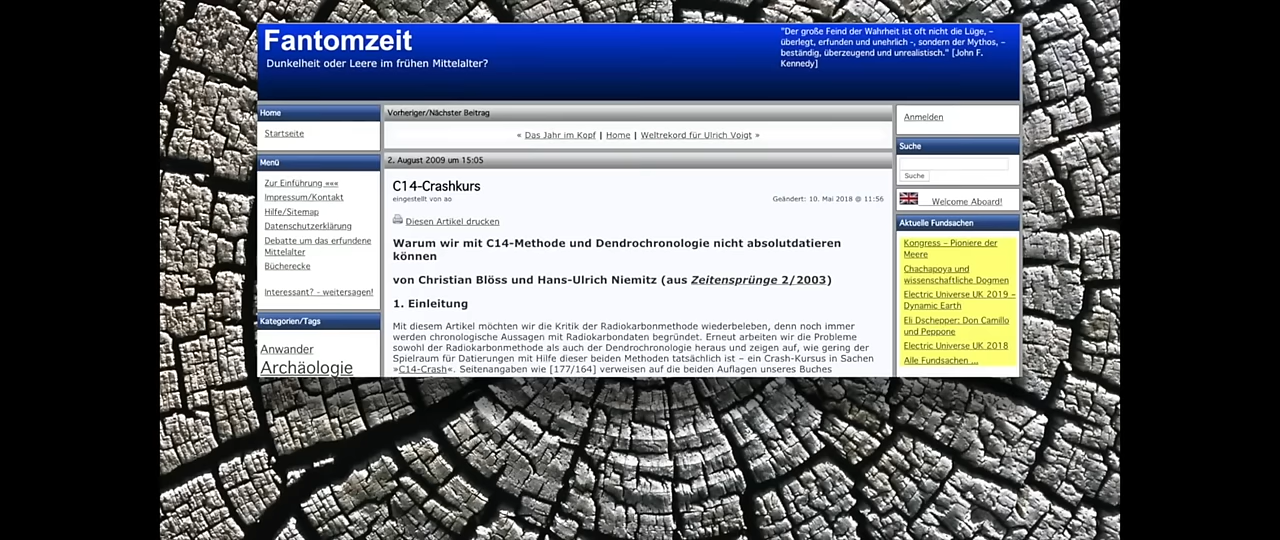 Fantomzeit
Dunkelheit oder Leere im frühen Mittelalter?
"Der große Feind der Wahrheit ist oft nicht die Lüge, –
überlegt, erfunden und unehrlich -, sondern der Mythos, –
beständig, überzeugend und unrealistisch." [John F.
Kennedy]
Home
Startseite
Menü
Zur Einführung «««
Impressum/Kontakt
Hilfe/Sitemap
Datenschutzerklärung
Debatte um das erfundene
Mittelalter
Bücherecke
Interessant? - weitersagen!
Kategorien/Tags
Anwander
Archäologie
Vorheriger/Nächster Beitrag
« Das Jahr im Kopf | Home | Weltrekord für Ulrich Voigt »
2. August 2009 um 15:05
C14-Crashkurs
eingestellt von ao
Geändert: 10. Mai 2018 @ 11:56
Diesen Artikel drucken
Warum wir mit C14-Methode und Dendrochronologie nicht absolutdatieren
können
von Christian Blöss und Hans-Ulrich Niemitz (aus Zeitensprünge 2/2003)
1. Einleitung
Mit diesem Artikel möchten wir die Kritik der Radiokarbonmethode wiederbeleben, denn noch immer
werden chronologische Aussagen mit Radiokarbondaten begründet. Erneut arbeiten wir die Probleme
sowohl der Radiokarbonmethode als auch der Dendrochronologie heraus und zeigen auf, wie gering der
Spielraum für Datierungen mit Hilfe dieser beiden Methoden tatsächlich ist – ein Crash-Kursus in Sachen
»C14-Crash«. Seitenangaben wie [177/164] verweisen auf die beiden Auflagen unseres Buches
Anmelden
Suche
Suche
Welcome Aboard!
Aktuelle Fundsachen
Kongress – Pioniere der
Meere
Chachapoya und
wissenschaftliche Dogmen
Electric Universe UK 2019 –
Dynamic Earth
Eli Dschepper: Don Camillo
und Peppone
Electric Universe UK 2018
Alle Fundsachen ...